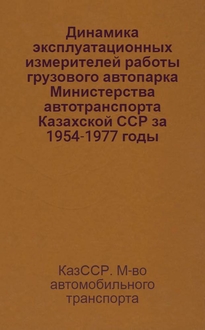 Динамика
эксплуатационных
измерителей работы
грузового автопарка
Министерства
автотранспорта
Казахской ССР за
1954-1977 годы
КазССР. М-во
автомобильного
транспорта